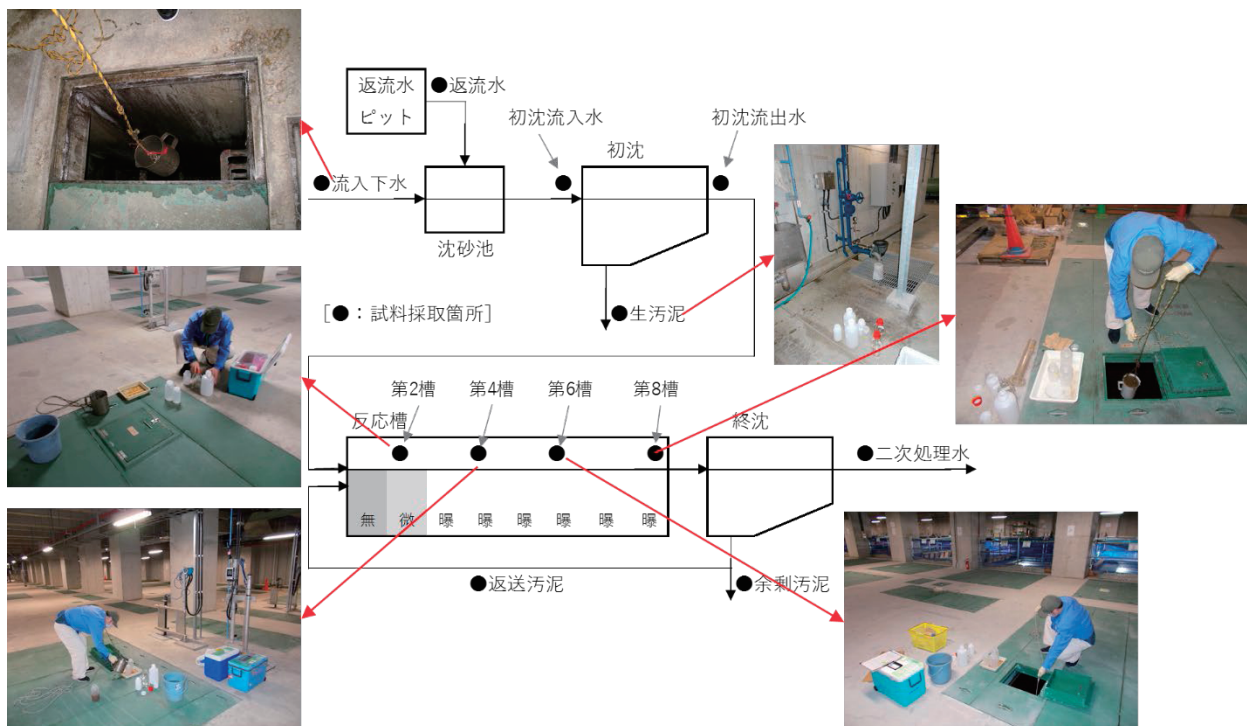 返流水
ピット
●返流水
初沈流入水
初沈流出水
初沈
●流入下水
沈砂池
[●：試料採取箇所]
●生汚泥
第2槽
第4槽
第6槽
第8槽
反応槽
終沈
●二次処理水
無
微
曝
曝
曝
曝
曝
曝
●返送汚泥
●余剰汚泥